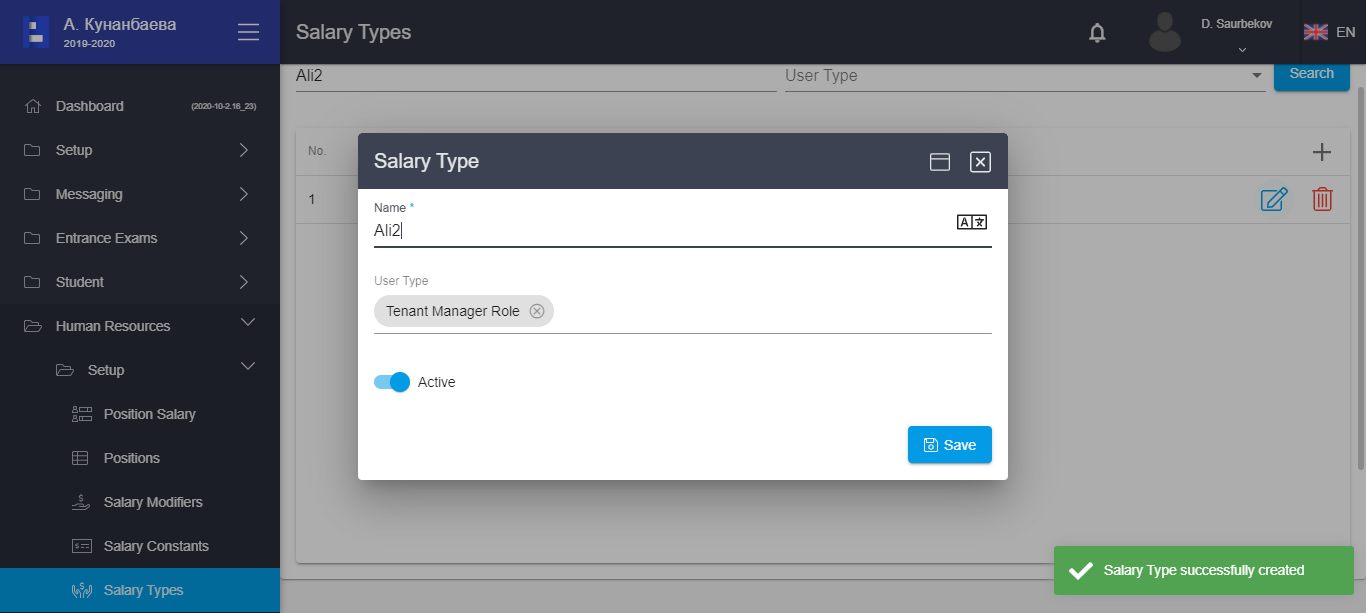 А. Кунанбаева
2019-2020
Salary Types
D. Saurbekov
EN
Dashboard
(2020-10-2.16_23)
Setup
Messaging
Entrance Exams
Student
Human Resources
Setup
Position Salary
Positions
Salary Modifiers
Salary Constants
Salary Types
Ali2
User Type
Search
No.
1
Salary Type
Name *
Ali2
A
User Type
Tenant Manager Role
Active
Save
Salary Type successfully created